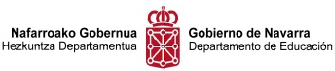 Nafarroako Gobernua
Hezkuntza Departamentua
Gobierno de Navarra
Departamento de Educación